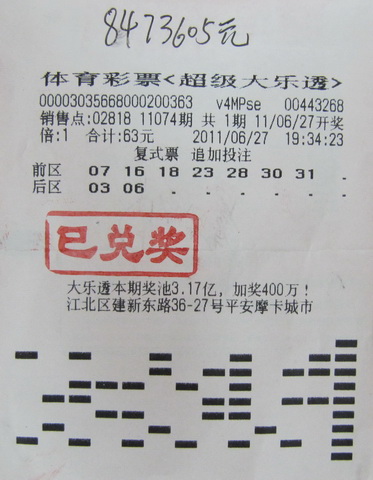 8473605元
体育彩票<超级大乐透>
00003035668000200363 v4MPse 00443268
销售点:02818 11074期 共1期 11/06/27开奖
倍:1 合计:63元 2011/06/27 19:34:23
复式票 追加投注
前区 07 16 18 23 28 30 31 -
后区 03 06 - - - - - -
已兑奖
大乐透本期奖池3.17亿,加奖400万!
江北区建新东路36-27号平安摩卡城市